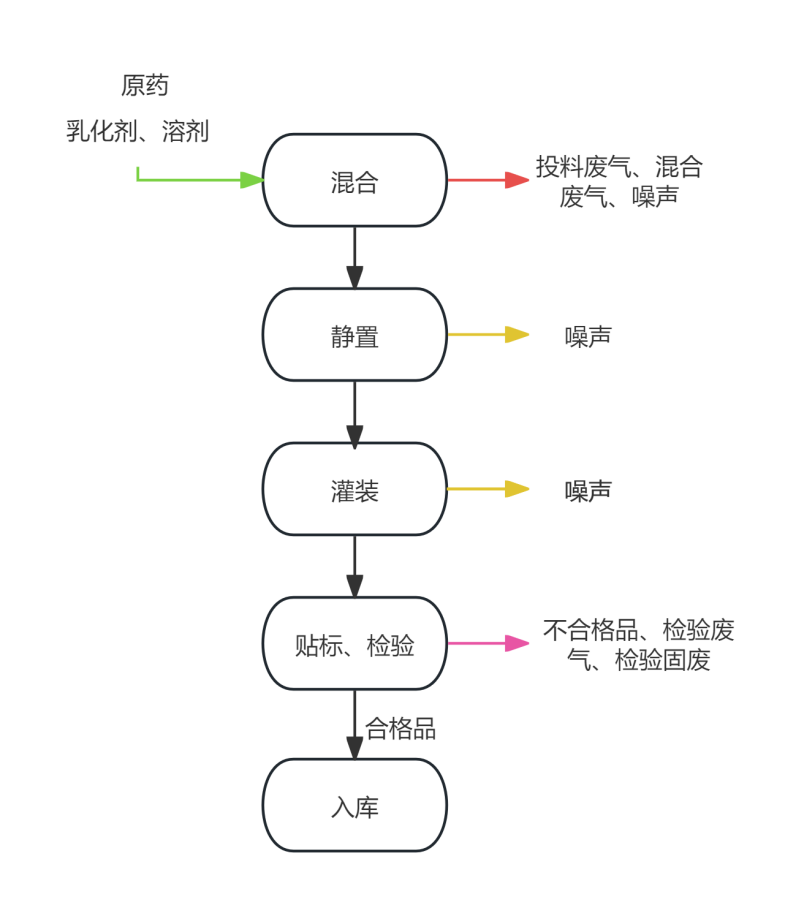 原药
乳化剂、溶剂
混合
投料废气、混合
废气、噪声
静置
噪声
灌装
噪声
贴标、检验
不合格品、检验废
气、检验固废
合格品
入库